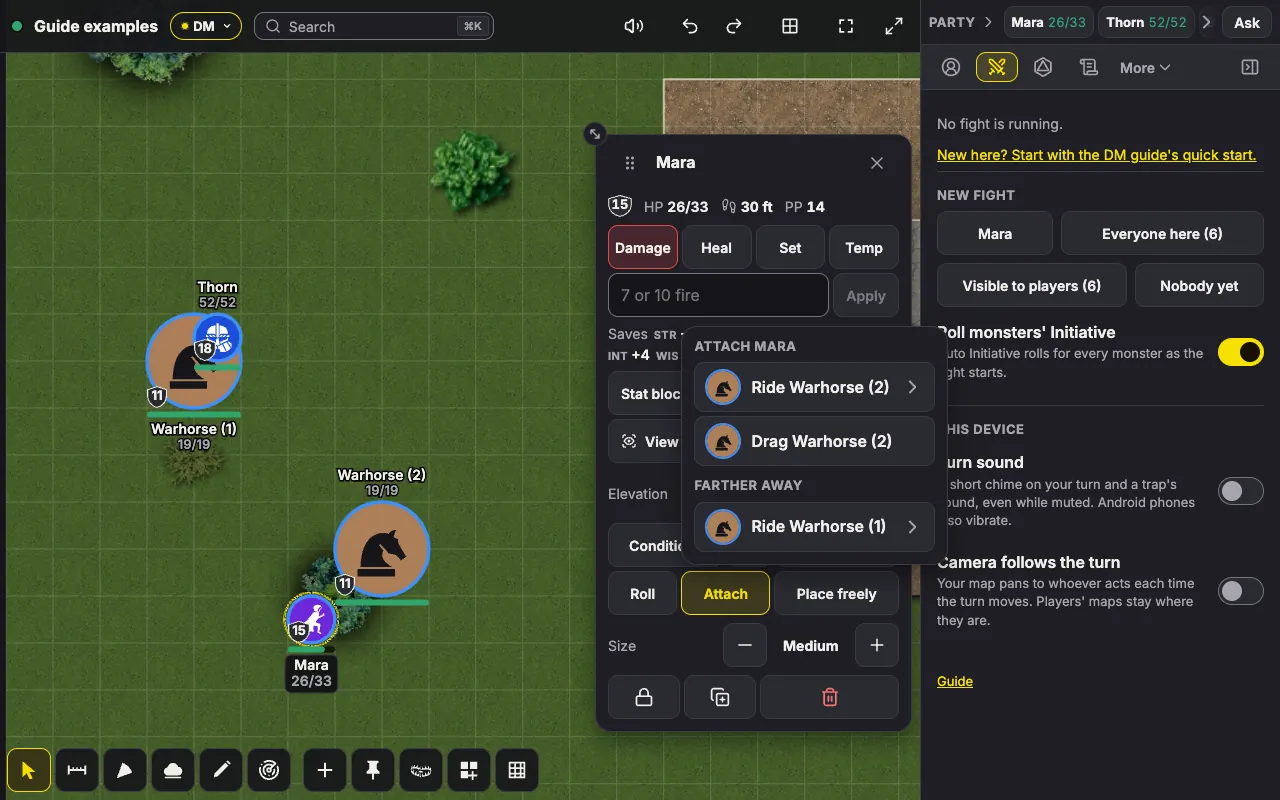 Guide examples
DM
Search
⌘K
PARTY
Mara 26/33
Thorn 52/52
Ask
More
No fight is running.
New here? Start with the DM guide's quick start.
NEW FIGHT
Mara
Everyone here (6)
Visible to players (6)
Nobody yet
Roll monsters' Initiative
Auto Initiative rolls for every monster as the
fight starts.
THIS DEVICE
Turn sound
A short chime on your turn and a trap's
sound, even while muted. Android phones
also vibrate.
Camera follows the turn
Your map pans to whoever acts each time
the turn moves. Players' maps stay where
they are.
Guide
Mara
15 HP 26/33 30 ft PP 14
Damage
Heal
Set
Temp
7 or 10 fire
Apply
Saves STR
INT +4 WIS
Stat bloc
View
Elevation
Conditio
ATTACH MARA
Ride Warhorse (2)
Drag Warhorse (2)
FARTHER AWAY
Ride Warhorse (1)
Roll
Attach
Place freely
Size
Medium
Thorn
52/52
18
11
Warhorse (1)
19/19
Warhorse (2)
19/19
11
15
Mara
26/33